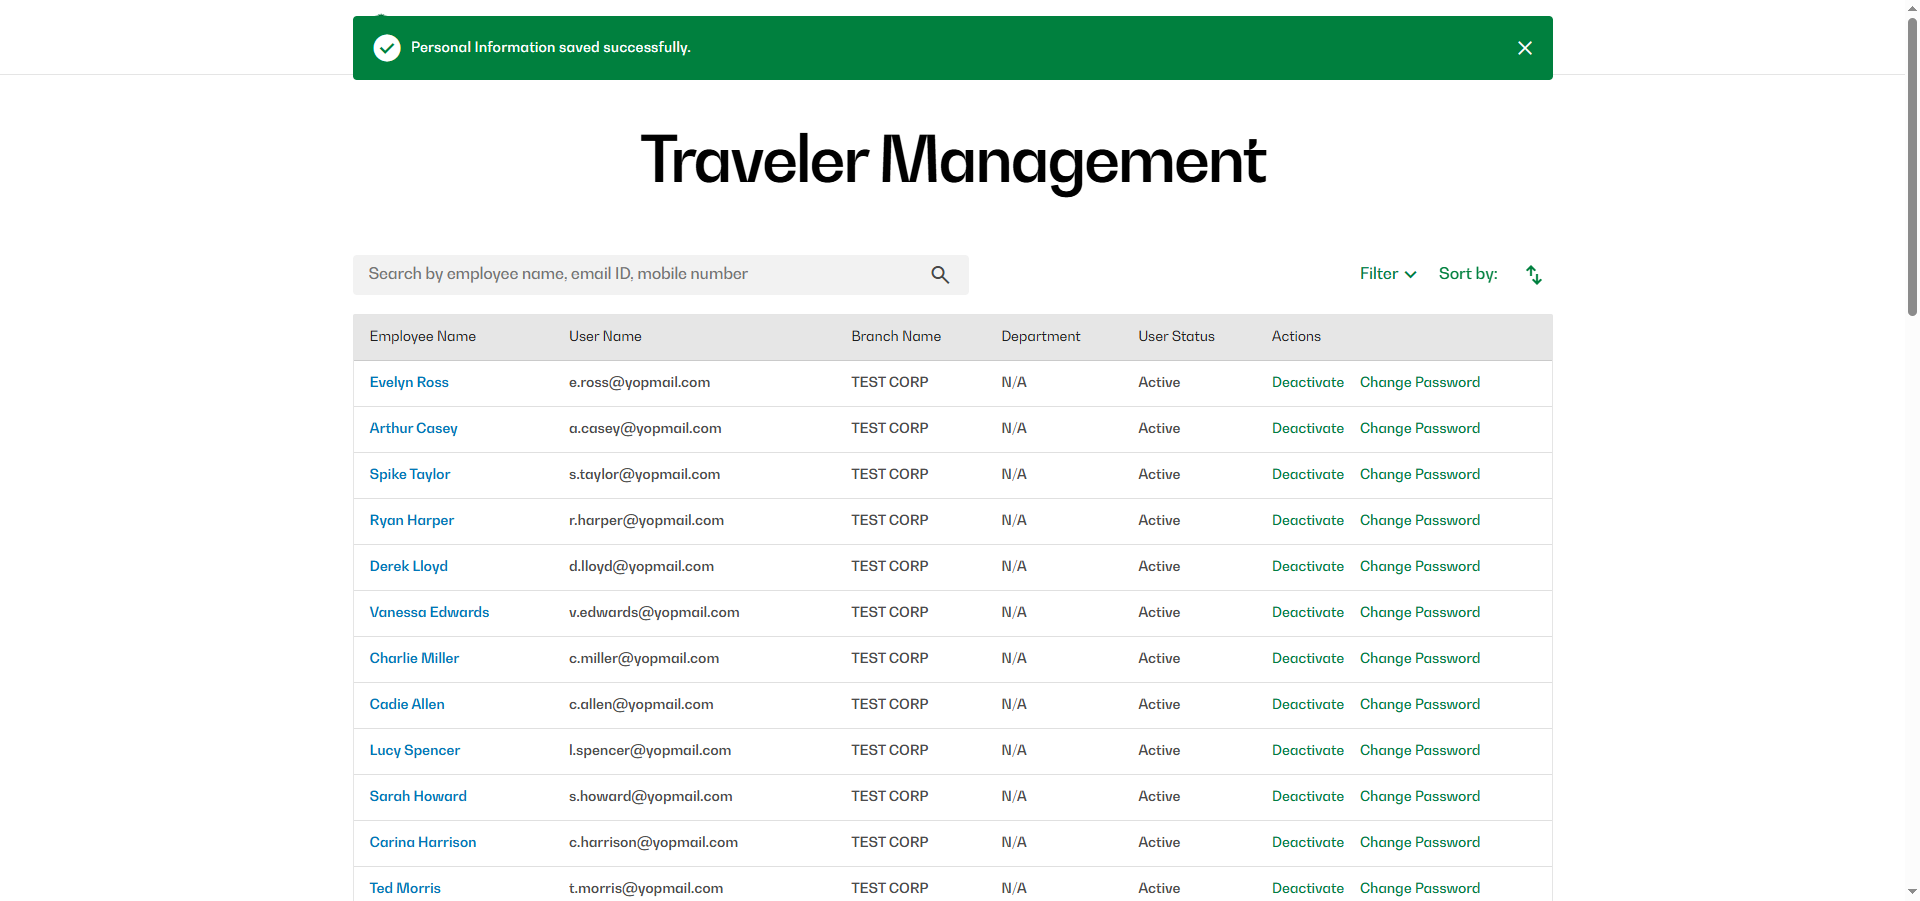 Personal Information saved successfully.
Traveler Management
Search by employee name, email ID, mobile number
Filter Sort by:
Employee Name User Name Branch Name Department User Status Actions
Evelyn Ross e.ross@yopmail.com TEST CORP N/A Active Deactivate Change Password
Arthur Casey a.casey@yopmail.com TEST CORP N/A Active Deactivate Change Password
Spike Taylor s.taylor@yopmail.com TEST CORP N/A Active Deactivate Change Password
Ryan Harper r.harper@yopmail.com TEST CORP N/A Active Deactivate Change Password
Derek Lloyd d.lloyd@yopmail.com TEST CORP N/A Active Deactivate Change Password
Vanessa Edwards v.edwards@yopmail.com TEST CORP N/A Active Deactivate Change Password
Charlie Miller c.miller@yopmail.com TEST CORP N/A Active Deactivate Change Password
Cadie Allen c.allen@yopmail.com TEST CORP N/A Active Deactivate Change Password
Lucy Spencer l.spencer@yopmail.com TEST CORP N/A Active Deactivate Change Password
Sarah Howard s.howard@yopmail.com TEST CORP N/A Active Deactivate Change Password
Carina Harrison c.harrison@yopmail.com TEST CORP N/A Active Deactivate Change Password
Ted Morris t.morris@yopmail.com TEST CORP N/A Active Deactivate Change Password